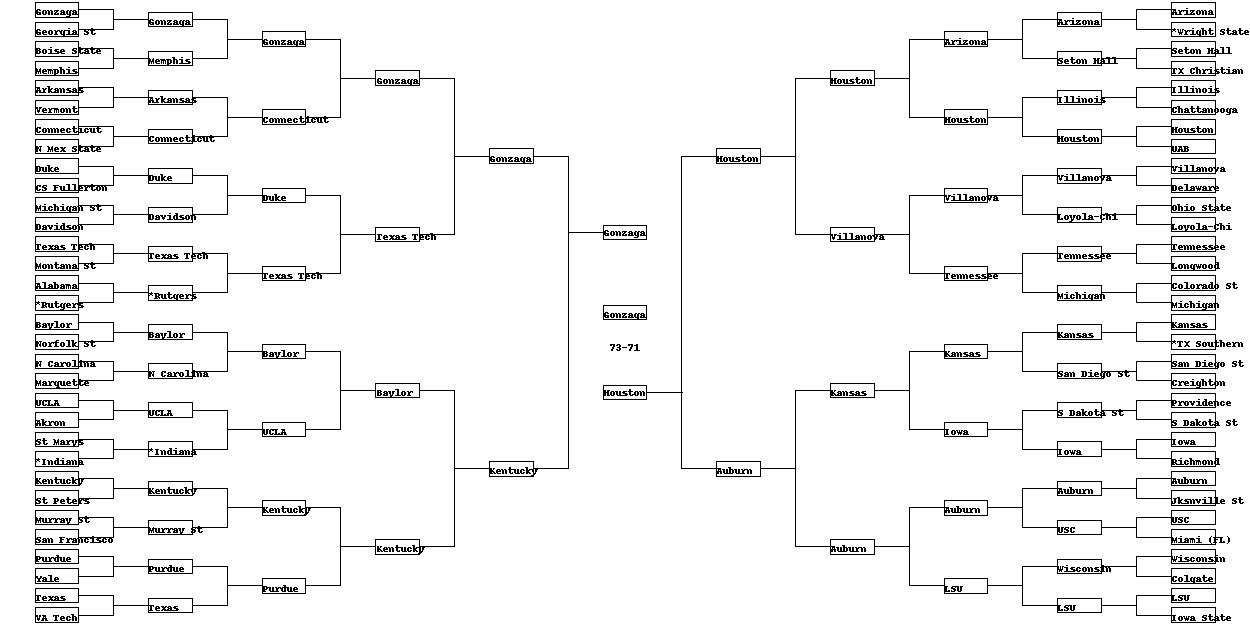 Gonzaga
Georgia St
Boise State
Memphis
Arkansas
Vermont
Connecticut
N Mex State
Duke
CS Fullerton
Michigan St
Davidson
Texas Tech
Montana St
Alabama
*Rutgers
Baylor
Norfolk St
N Carolina
Marquette
UCLA
Akron
St Marys
*Indiana
Kentucky
St Peters
Murray St
San Francisco
Purdue
Yale
Texas
VA Tech
Gonzaga
Memphis
Arkansas
Connecticut
Duke
Davidson
Texas Tech
*Rutgers
Baylor
N Carolina
UCLA
*Indiana
Kentucky
Murray St
Purdue
Texas
Gonzaga
Connecticut
Duke
Texas Tech
Baylor
UCLA
Kentucky
Purdue
Gonzaga
Texas Tech
Baylor
Kentucky
Gonzaga
Kentucky
Gonzaga
Gonzaga
73-71
Houston
Houston
Auburn
Houston
Villanova
Kansas
Auburn
Arizona
Houston
Villanova
Tennessee
Kansas
Iowa
Auburn
LSU
Arizona
Seton Hall
Illinois
Houston
Villanova
Loyola-Chi
Tennessee
Michigan
Kansas
San Diego St
S Dakota St
Iowa
Auburn
USC
Wisconsin
LSU
Arizona
*Wright State
Seton Hall
TX Christian
Illinois
Chattanooga
Houston
UAB
Villanova
Delaware
Ohio State
Loyola-Chi
Tennessee
Longwood
Colorado St
Michigan
Kansas
*TX Southern
San Diego St
Creighton
Providence
S Dakota St
Iowa
Richmond
Auburn
Jksnville St
USC
Miami (FL)
Wisconsin
Colgate
LSU
Iowa State